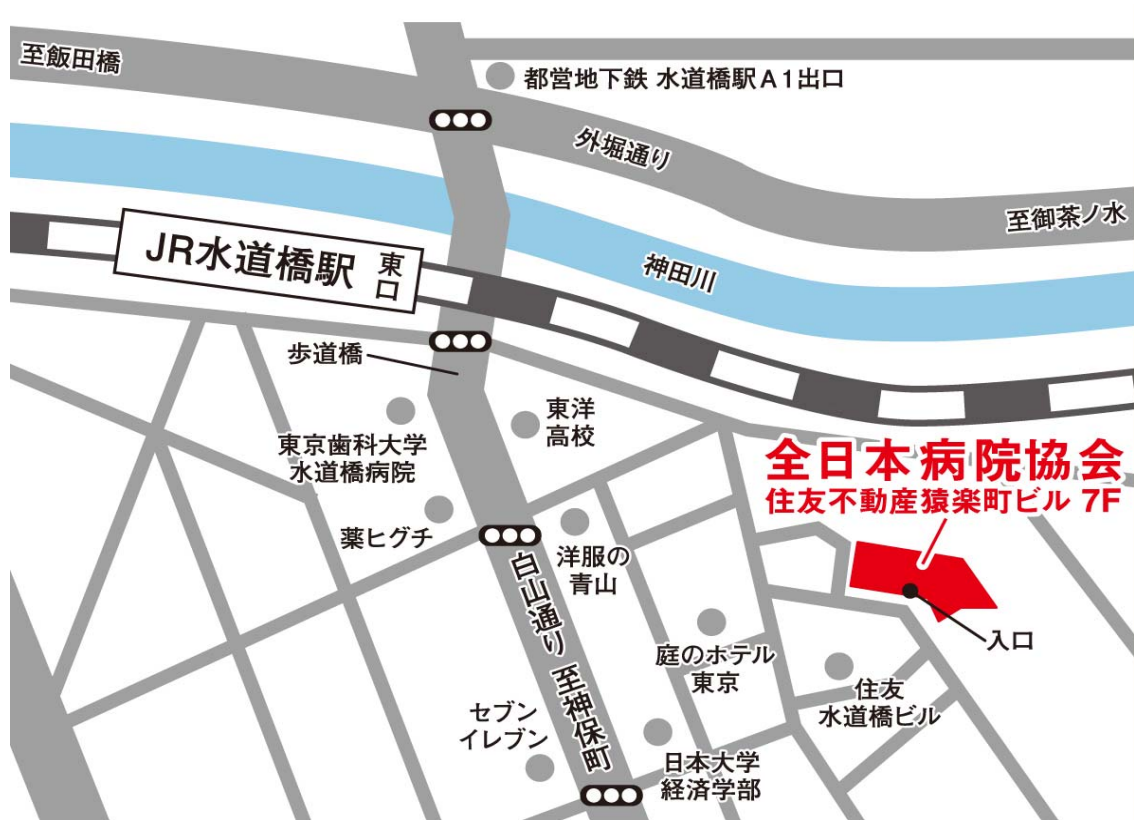 至飯田橋
都営地下鉄 水道橋駅A1出口
外堀通り
至御茶ノ水
JR水道橋駅 東口
神田川
歩道橋
東洋
高校
東京歯科大学
水道橋病院
全日本病院協会
住友不動産猿楽町ビル 7F
薬ヒグチ
洋服の
青山
白山通り 至神保町
入口
庭のホテル
東京
住友
水道橋ビル
セブン
イレブン
日本大学
経済学部